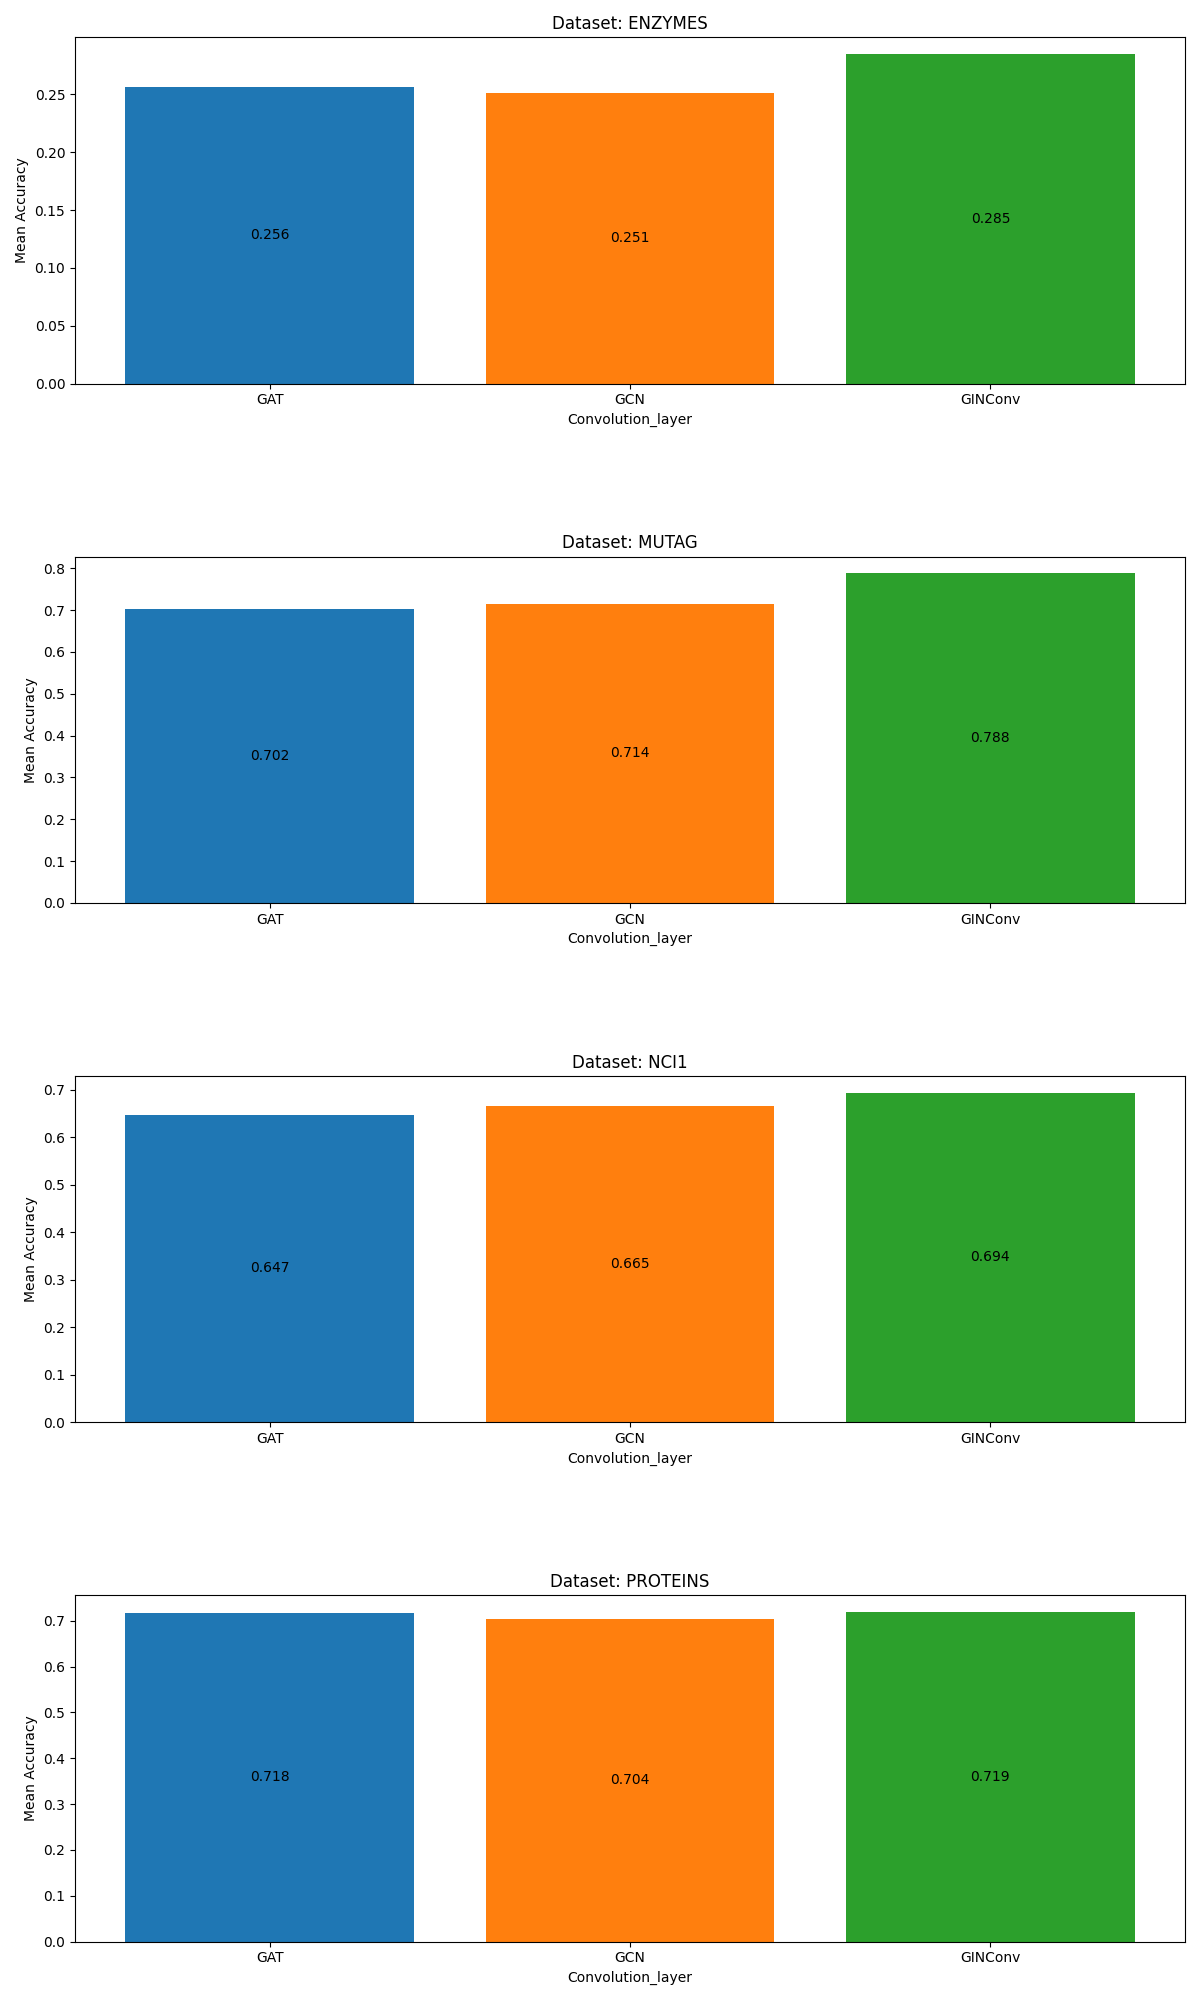 Dataset: ENZYMES
Mean Accuracy
0.25
0.20
0.15
0.10
0.05
0.00
0.256
0.251
0.285
GAT
GCN
GINConv
Convolution_layer
Dataset: MUTAG
Mean Accuracy
0.8
0.7
0.6
0.5
0.4
0.3
0.2
0.1
0.0
0.702
0.714
0.788
GAT
GCN
GINConv
Convolution_layer
Dataset: NCI1
Mean Accuracy
0.7
0.6
0.5
0.4
0.3
0.2
0.1
0.0
0.647
0.665
0.694
GAT
GCN
GINConv
Convolution_layer
Dataset: PROTEINS
Mean Accuracy
0.7
0.6
0.5
0.4
0.3
0.2
0.1
0.0
0.718
0.704
0.719
GAT
GCN
GINConv
Convolution_layer